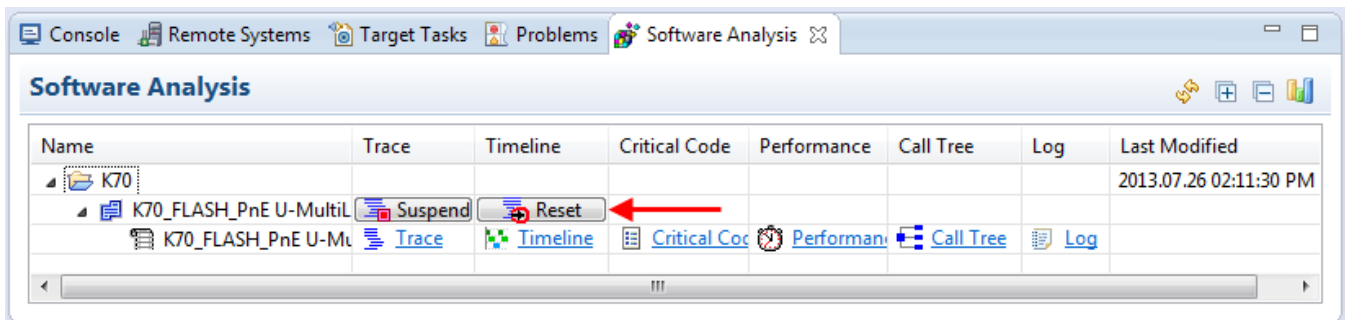 Console Remote Systems Target Tasks Problems Software Analysis
Software Analysis
Name Trace Timeline Critical Code Performance Call Tree Log Last Modified
K70 2013.07.26 02:11:30 PM
K70_FLASH_PnE U-MultiL Suspend Reset
K70_FLASH_PnE U-Mu Trace Timeline Critical Coc Performan Call Tree Log